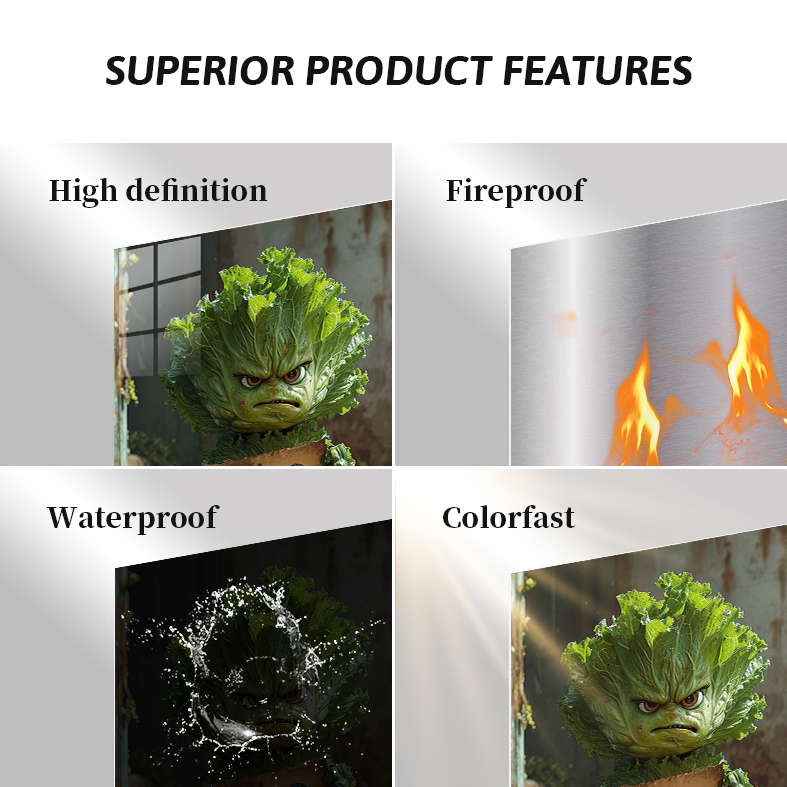 SUPERIOR PRODUCT FEATURES
High definition
Fireproof
Waterproof
Colorfast